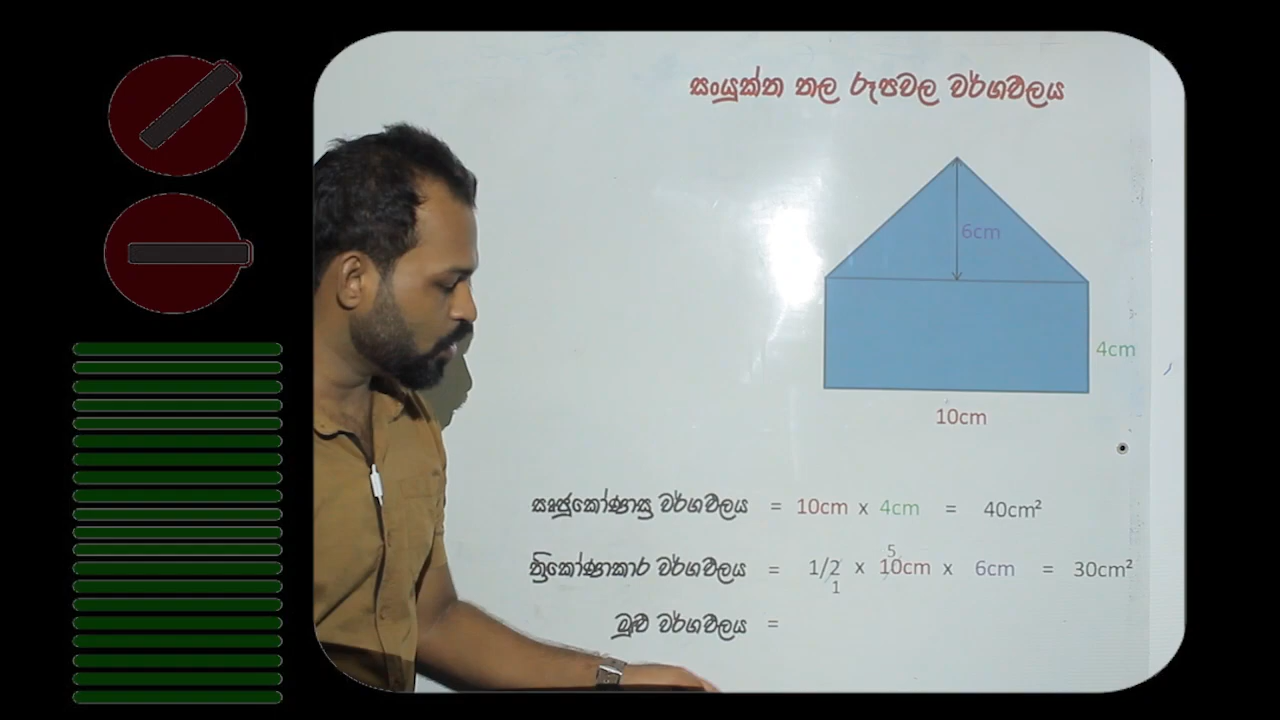 සංයුක්ත තල රූපවල වර්ගඵලය
6cm
4cm
10cm
ඍජුකෝණාස්‍ර වර්ගඵලය = 10cm x 4cm = 40cm²
5
ත්‍රිකෝණාකාර වර්ගඵලය = 1/2 x 10cm x 6cm = 30cm²
1
මුළු වර්ගඵලය =